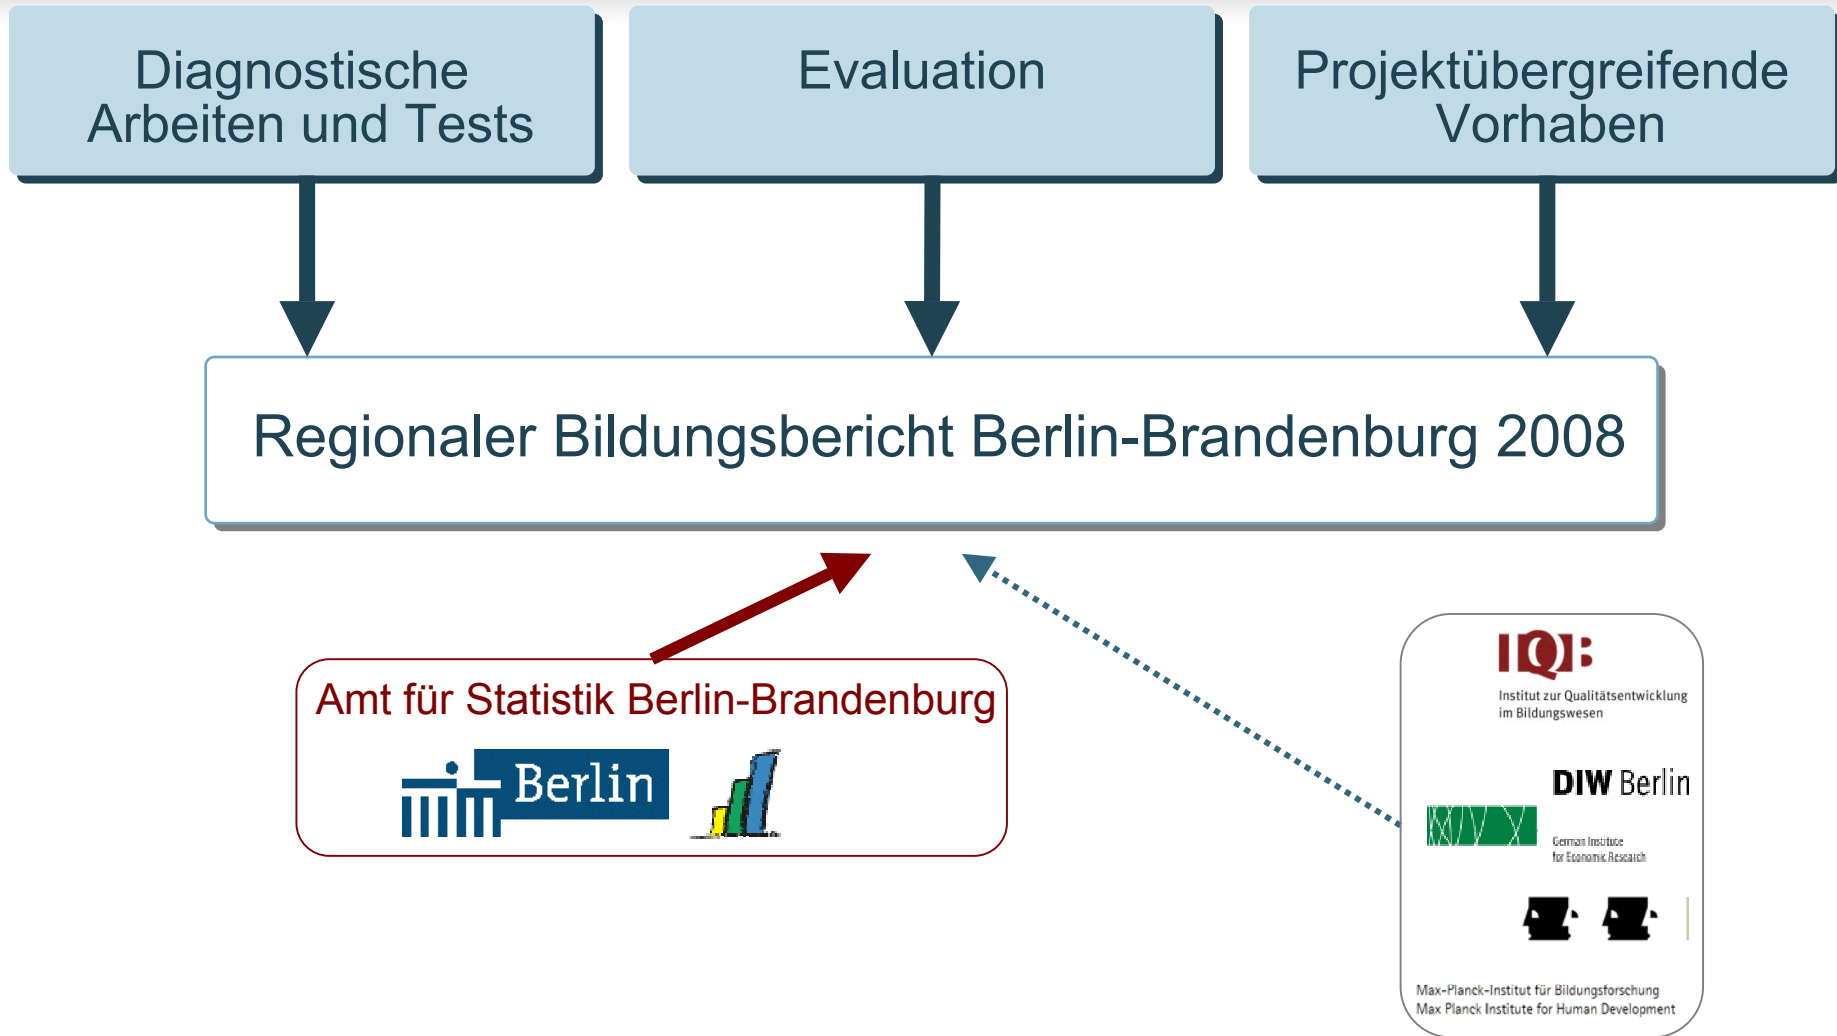 Diagnostische
Arbeiten und Tests
Evaluation
Projektübergreifende
Vorhaben
Regionaler Bildungsbericht Berlin-Brandenburg 2008
Amt für Statistik Berlin-Brandenburg
Berlin
IQB
Institut zur Qualitätsentwicklung
im Bildungswesen
DIW Berlin
German Institute
for Economic Research
Max-Planck-Institut für Bildungsforschung
Max Planck Institute for Human Development